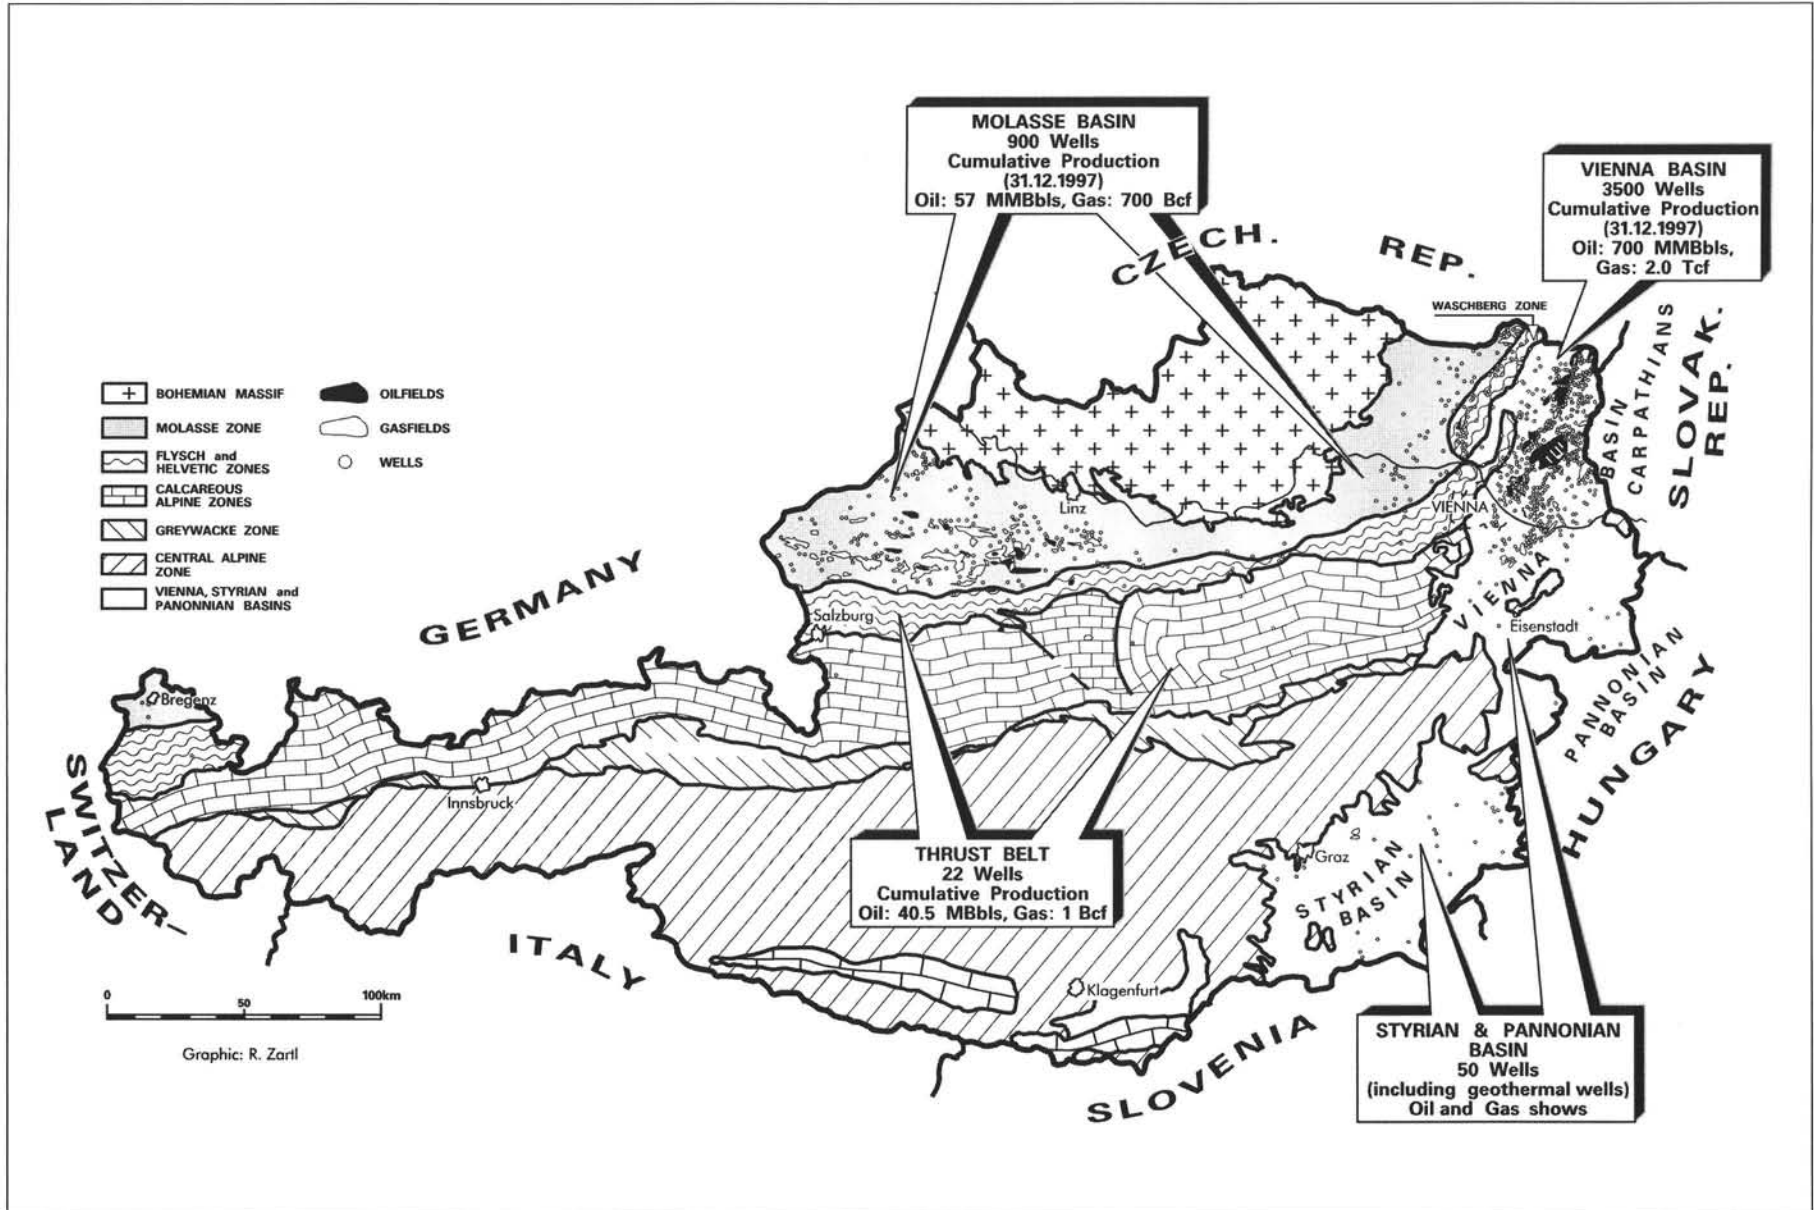 MOLASSE BASIN
900 Wells
Cumulative Production
(31.12.1997)
Oil: 57 MMBbls, Gas: 700 Bcf
VIENNA BASIN
3500 Wells
Cumulative Production
(31.12.1997)
Oil: 700 MMBbls,
Gas: 2.0 Tcf
CZECH. REP.
WASCHBERG ZONE
SLOVAK.
REP.
BASIN
CARPATHIANS
BOHEMIAN MASSIF
MOLASSE ZONE
FLYSCH and
HELVETIC ZONES
CALCAREOUS
ALPINE ZONES
GREYWACKE ZONE
CENTRAL ALPINE
ZONE
VIENNA, STYRIAN and
PANONNIAN BASINS
OILFIELDS
GASFIELDS
WELLS
Linz
VIENNA
GERMANY
Salzburg
VIENNA
Eisenstadt
Bregenz
PANNONIAN
BASIN
HUNGARY
SWITZER-
LAND
Innsbruck
THRUST BELT
22 Wells
Cumulative Production
Oil: 40.5 MBbls, Gas: 1 Bcf
Graz
STYRIAN
BASIN
ITALY
Klagenfurt
SLOVENIA
0 50 100km
Graphic: R. Zartl
STYRIAN & PANNONIAN
BASIN
50 Wells
(including geothermal wells)
Oil and Gas shows